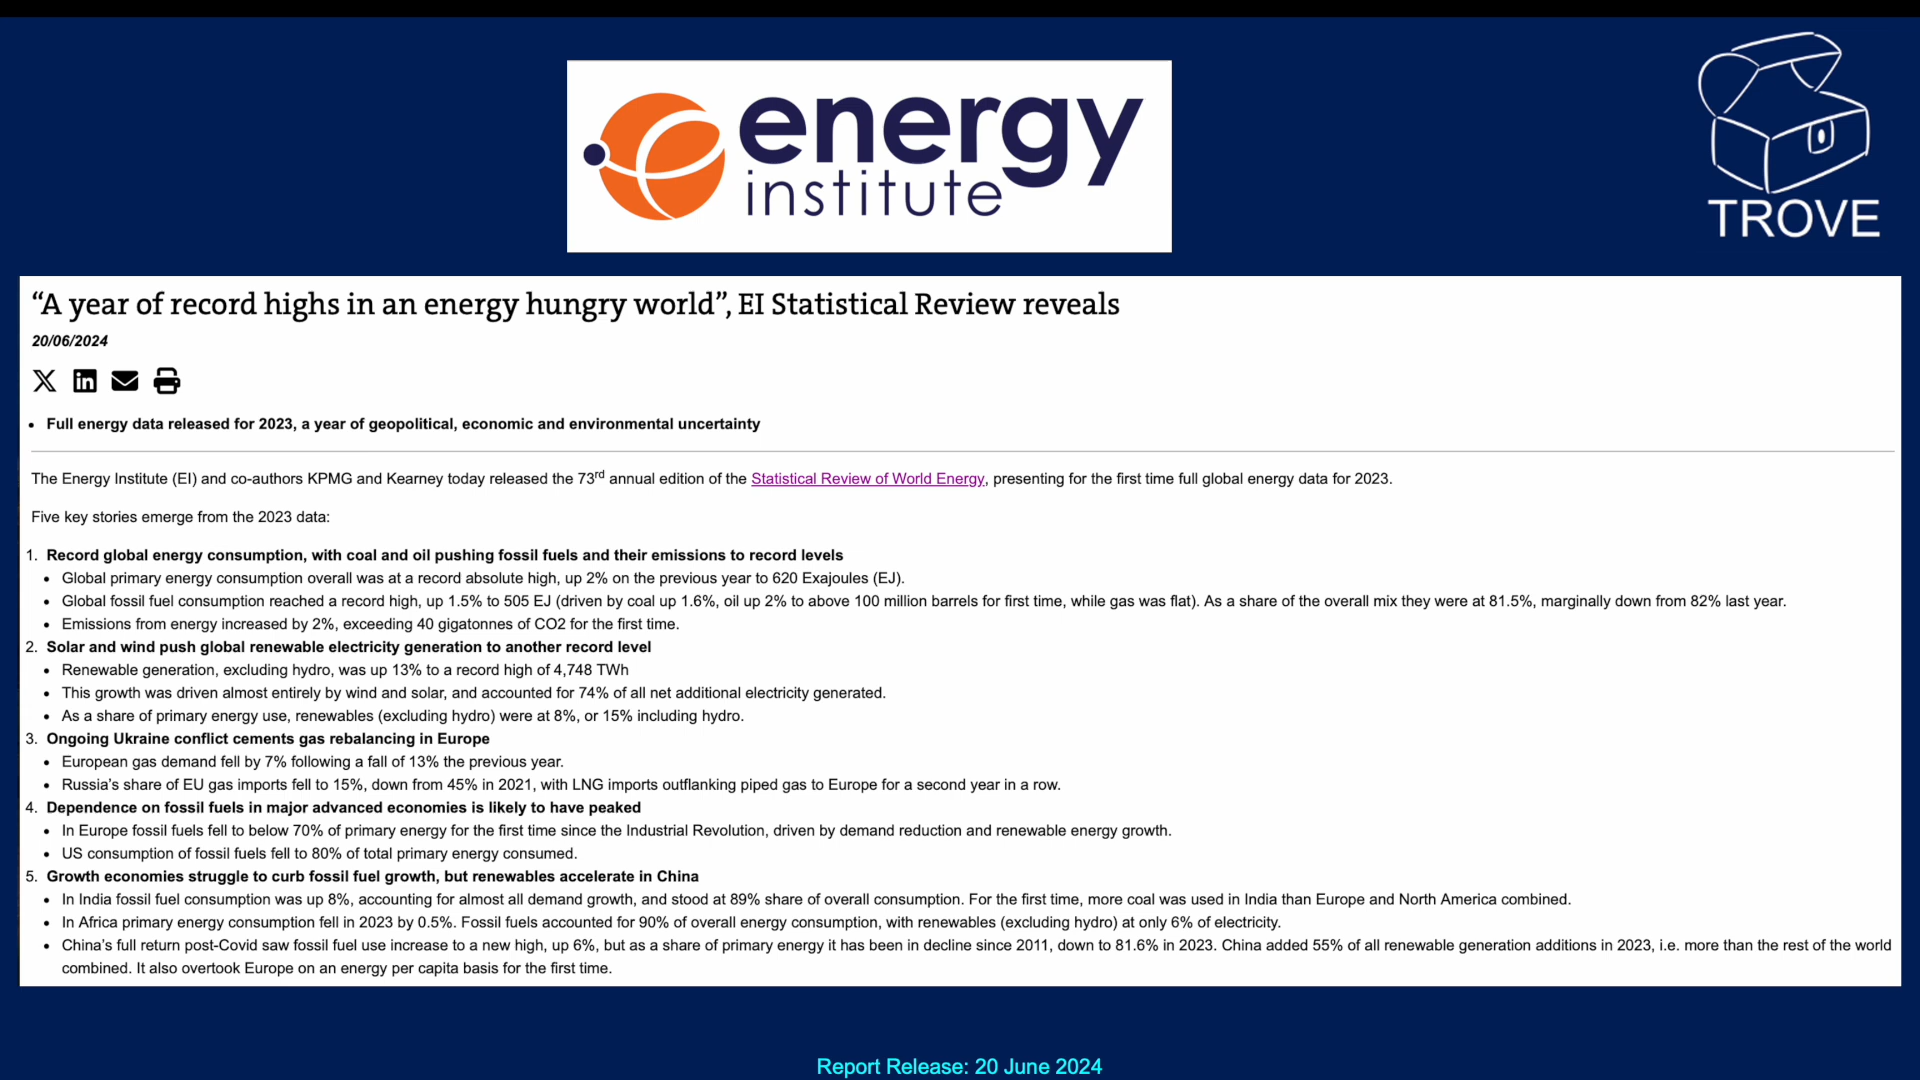 energy
institute
TROVE
“A year of record highs in an energy hungry world”, EI Statistical Review reveals
20/06/2024
• Full energy data released for 2023, a year of geopolitical, economic and environmental uncertainty
The Energy Institute (EI) and co-authors KPMG and Kearney today released the 73rd annual edition of the Statistical Review of World Energy, presenting for the first time full global energy data for 2023.
Five key stories emerge from the 2023 data:
1. Record global energy consumption, with coal and oil pushing fossil fuels and their emissions to record levels
• Global primary energy consumption overall was at a record absolute high, up 2% on the previous year to 620 Exajoules (EJ).
• Global fossil fuel consumption reached a record high, up 1.5% to 505 EJ (driven by coal up 1.6%, oil up 2% to above 100 million barrels for first time, while gas was flat). As a share of the overall mix they were at 81.5%, marginally down from 82% last year.
• Emissions from energy increased by 2%, exceeding 40 gigatonnes of CO2 for the first time.
2. Solar and wind push global renewable electricity generation to another record level
• Renewable generation, excluding hydro, was up 13% to a record high of 4,748 TWh
• This growth was driven almost entirely by wind and solar, and accounted for 74% of all net additional electricity generated.
• As a share of primary energy use, renewables (excluding hydro) were at 8%, or 15% including hydro.
3. Ongoing Ukraine conflict cements gas rebalancing in Europe
• European gas demand fell by 7% following a fall of 13% the previous year.
• Russia’s share of EU gas imports fell to 15%, down from 45% in 2021, with LNG imports outflanking piped gas to Europe for a second year in a row.
4. Dependence on fossil fuels in major advanced economies is likely to have peaked
• In Europe fossil fuels fell to below 70% of primary energy for the first time since the Industrial Revolution, driven by demand reduction and renewable energy growth.
• US consumption of fossil fuels fell to 80% of total primary energy consumed.
5. Growth economies struggle to curb fossil fuel growth, but renewables accelerate in China
• In India fossil fuel consumption was up 8%, accounting for almost all demand growth, and stood at 89% share of overall consumption. For the first time, more coal was used in India than Europe and North America combined.
• In Africa primary energy consumption fell in 2023 by 0.5%. Fossil fuels accounted for 90% of overall energy consumption, with renewables (excluding hydro) at only 6% of electricity.
• China’s full return post-Covid saw fossil fuel use increase to a new high, up 6%, but as a share of primary energy it has been in decline since 2011, down to 81.6% in 2023. China added 55% of all renewable generation additions in 2023, i.e. more than the rest of the world
combined. It also overtook Europe on an energy per capita basis for the first time.
Report Release: 20 June 2024